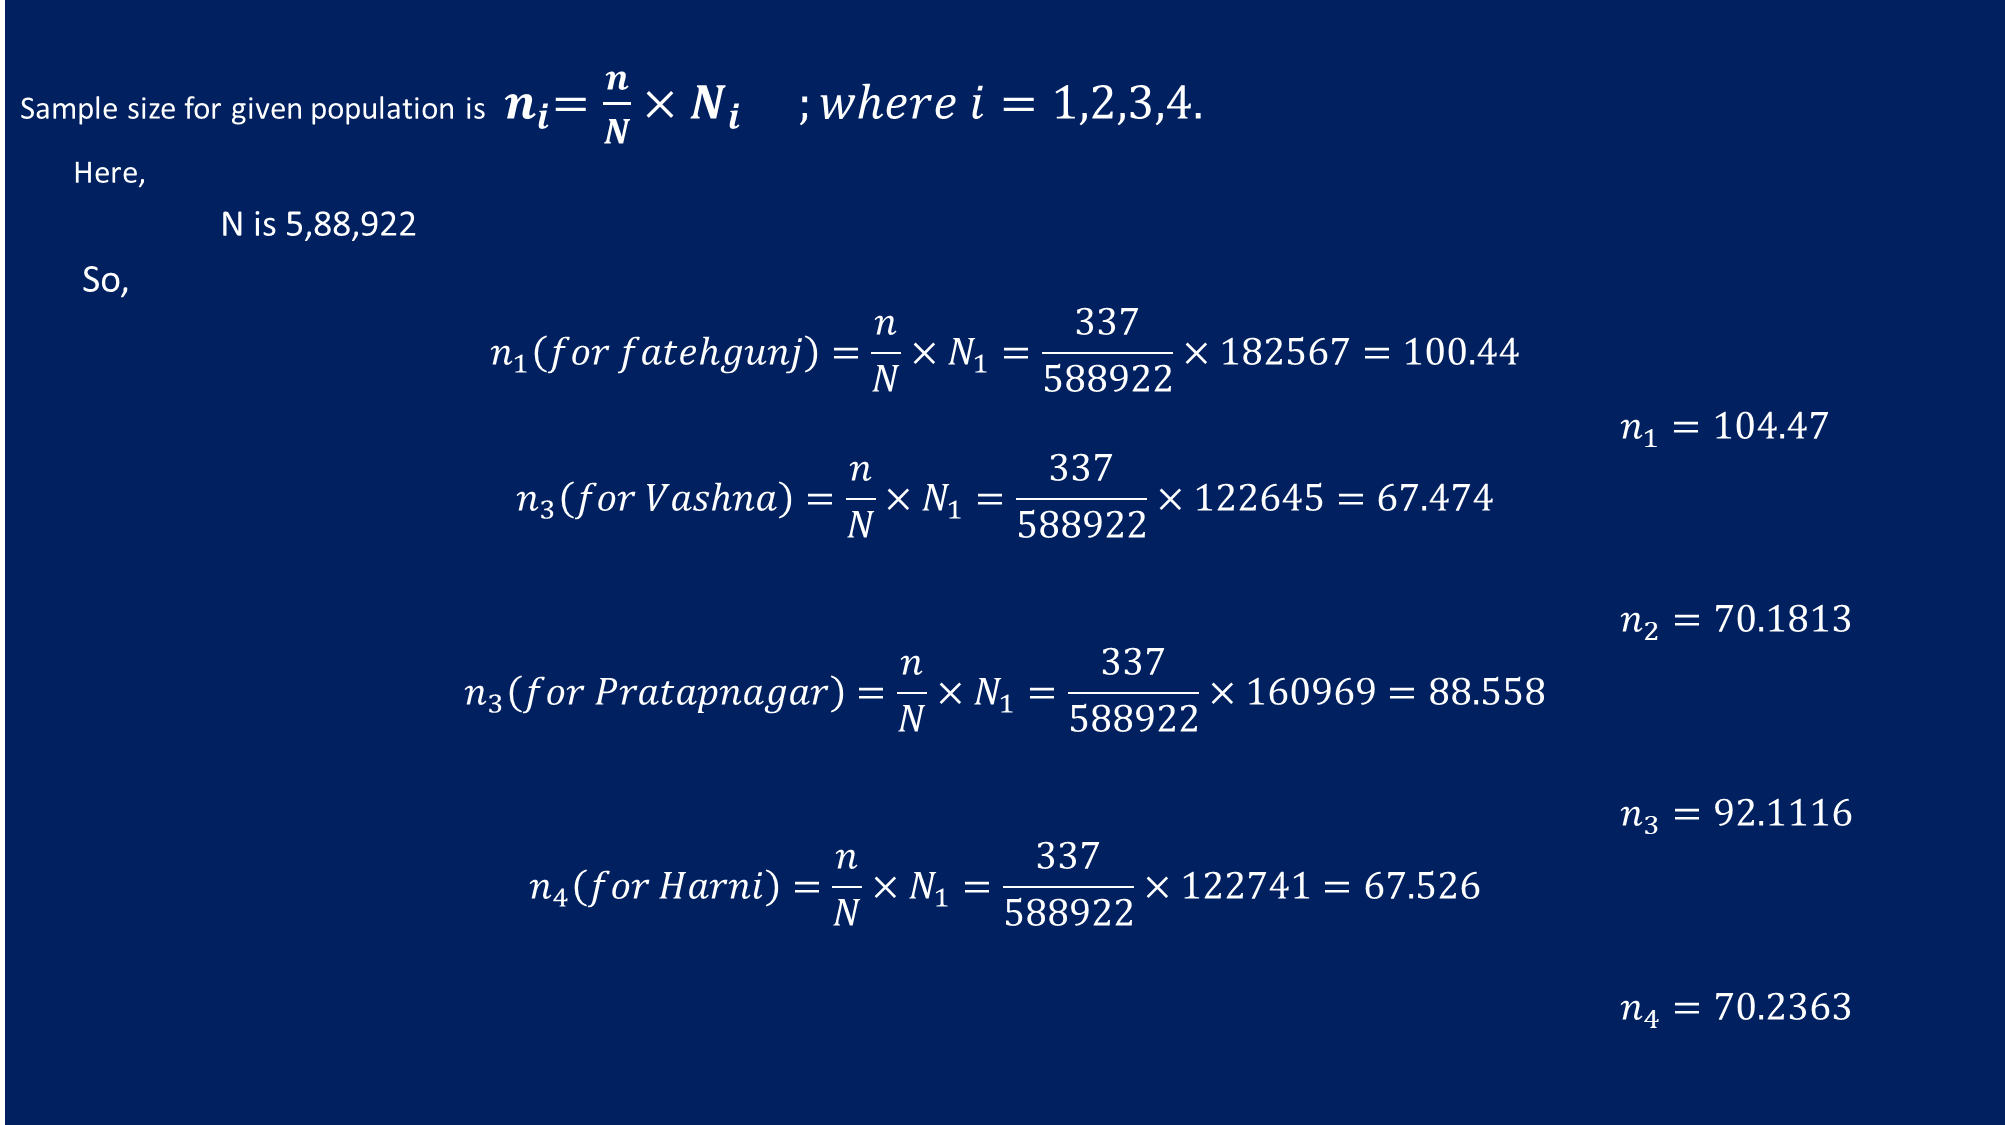 Sample size for given population is n_i = n/N × N_i ; where i = 1,2,3,4.
Here,
N is 5,88,922
So,
n_1(for fatehgunj) = n/N × N_1 = 337/588922 × 182567 = 100.44
n_1 = 104.47
n_3(for Vashna) = n/N × N_1 = 337/588922 × 122645 = 67.474
n_2 = 70.1813
n_3(for Pratapnagar) = n/N × N_1 = 337/588922 × 160969 = 88.558
n_3 = 92.1116
n_4(for Harni) = n/N × N_1 = 337/588922 × 122741 = 67.526
n_4 = 70.2363